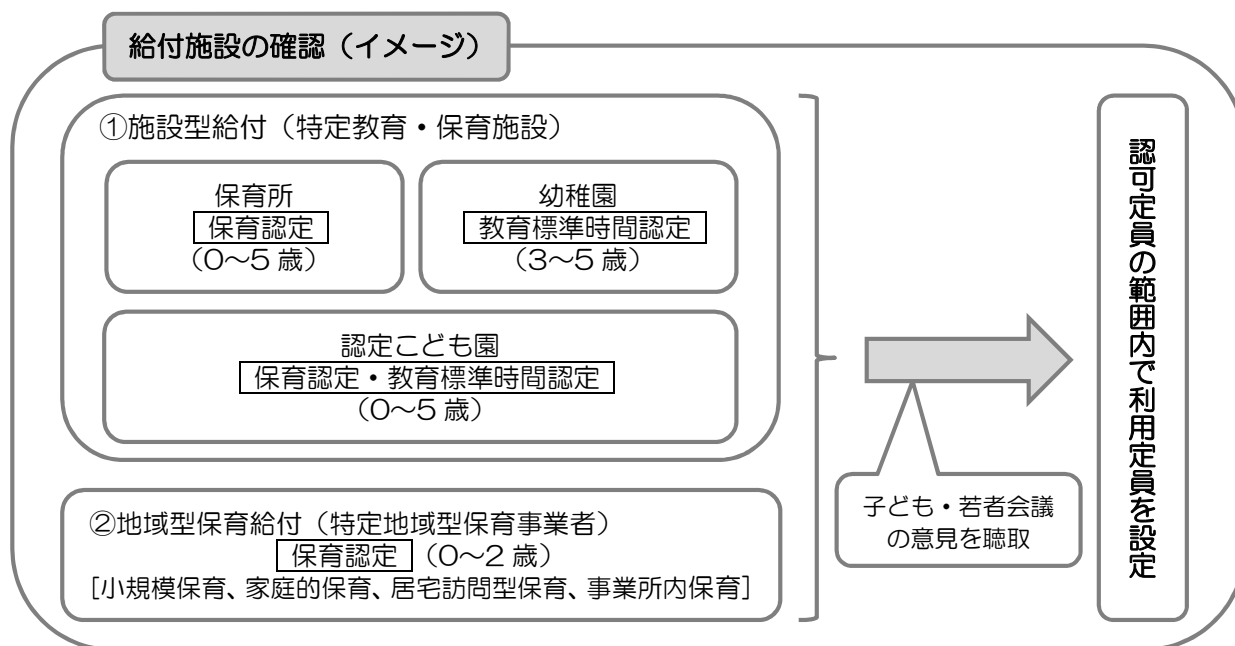 給付施設の確認（イメージ）
①施設型給付（特定教育・保育施設）
保育所
保育認定
（0～5 歳）
幼稚園
教育標準時間認定
（3～5 歳）
認定こども園
保育認定・教育標準時間認定
（0～5 歳）
②地域型保育給付（特定地域型保育事業者）
保育認定（0～2 歳）
[小規模保育、家庭的保育、居宅訪問型保育、事業所内保育]
子ども・若者会議
の意見を聴取
認可定員の範囲内で利用定員を設定